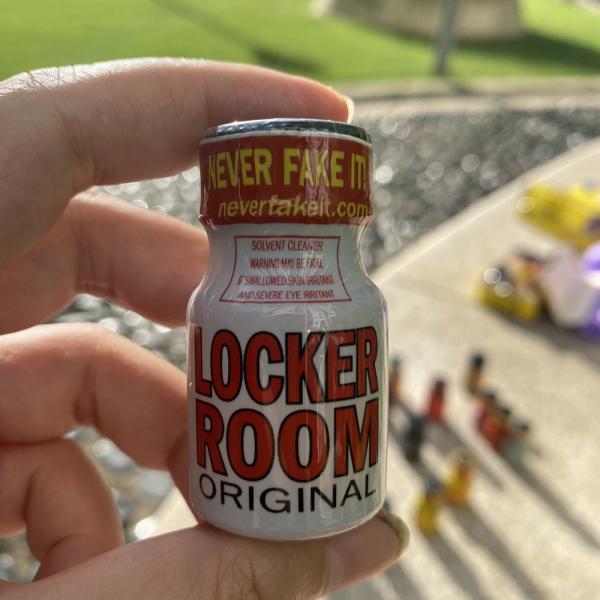 NEVER FAKE IT!
neverfakeit.com
SOLVENT CLEANER
WARNING MAY BE FATAL
IF SWALLOWED.SKIN IRRITANT
AND SEVERE EYE IRRITANT
LOCKER
ROOM
ORIGINAL